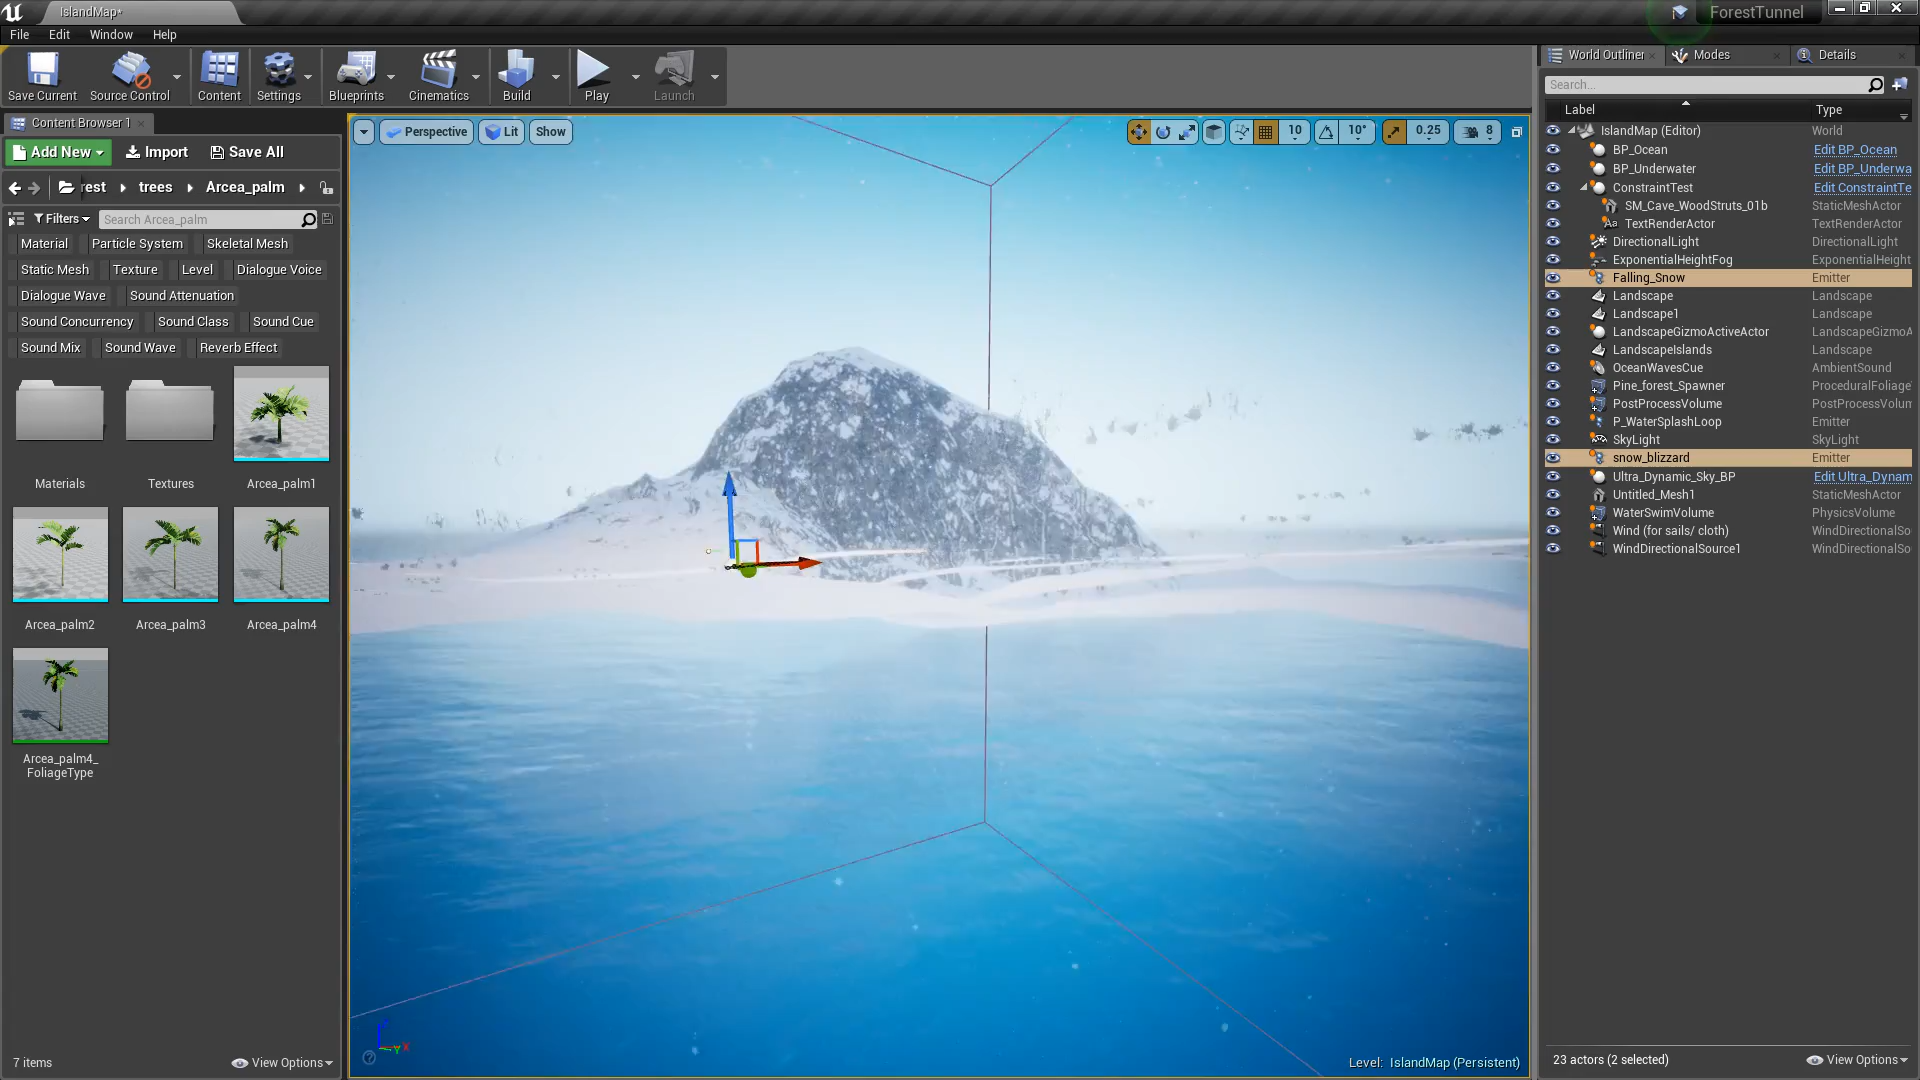 IslandMap*
ForestTunnel
File Edit Window Help
Save Current Source Control Content Settings Blueprints Cinematics Build Play Launch
Content Browser 1
Add New Import Save All
rest trees Arcea_palm
Filters Search Arcea_palm
Material Particle System Skeletal Mesh
Static Mesh Texture Level Dialogue Voice
Dialogue Wave Sound Attenuation
Sound Concurrency Sound Class Sound Cue
Sound Mix Sound Wave Reverb Effect
Materials Textures Arcea_palm1
Arcea_palm2 Arcea_palm3 Arcea_palm4
Arcea_palm4_
FoliageType
7 items View Options
Perspective Lit Show
10 10° 0.25 8
Level: IslandMap (Persistent)
World Outliner Modes Details
Search...
Label Type
IslandMap (Editor) World
BP_Ocean Edit BP_Ocean
BP_Underwater Edit BP_Underwa
ConstraintTest Edit ConstraintTe
SM_Cave_WoodStruts_01b StaticMeshActor
Aa TextRenderActor TextRenderActor
DirectionalLight DirectionalLight
ExponentialHeightFog ExponentialHeight
Falling_Snow Emitter
Landscape Landscape
Landscape1 Landscape
LandscapeGizmoActiveActor LandscapeGizmoA
LandscapeIslands Landscape
OceanWavesCue AmbientSound
Pine_forest_Spawner ProceduralFoliage
PostProcessVolume PostProcessVolum
P_WaterSplashLoop Emitter
SkyLight SkyLight
snow_blizzard Emitter
Ultra_Dynamic_Sky_BP Edit Ultra_Dynam
Untitled_Mesh1 StaticMeshActor
WaterSwimVolume PhysicsVolume
Wind (for sails/ cloth) WindDirectionalSo
WindDirectionalSource1 WindDirectionalSo
23 actors (2 selected) View Options